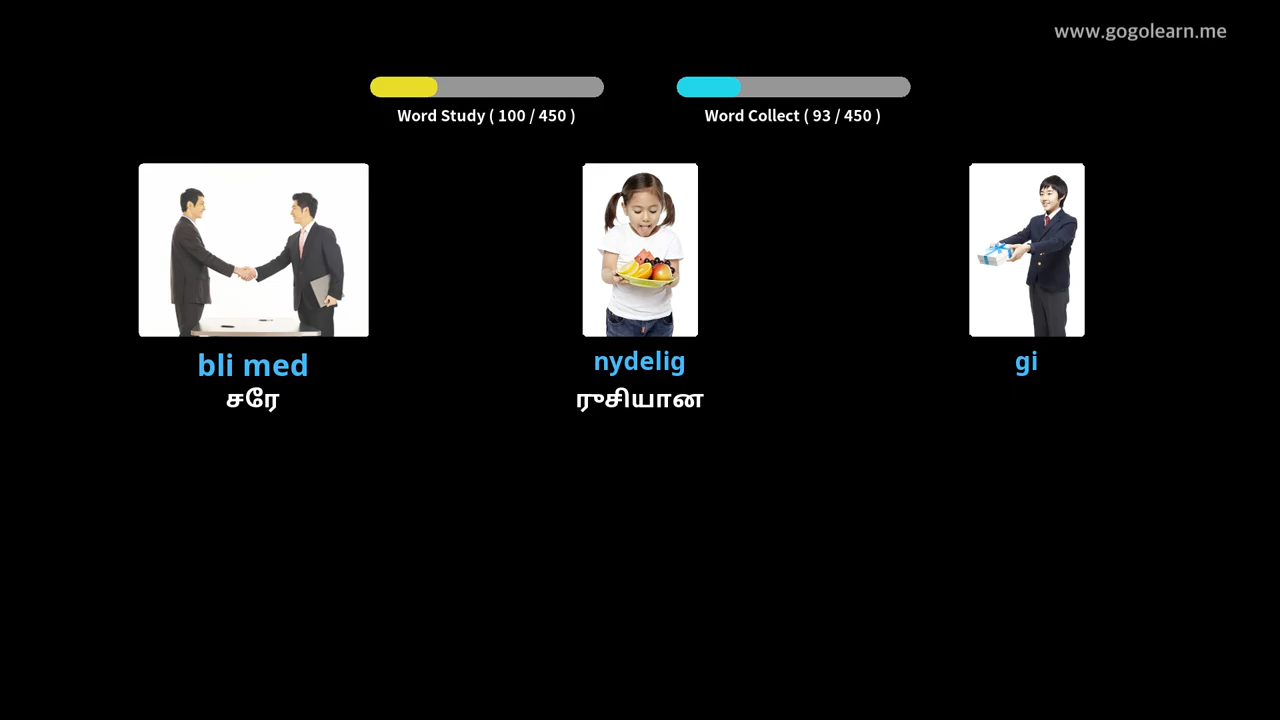 www.gogolearn.me
Word Study ( 100 / 450 )
Word Collect ( 93 / 450 )
bli med
சரே
nydelig
ருசியான
gi